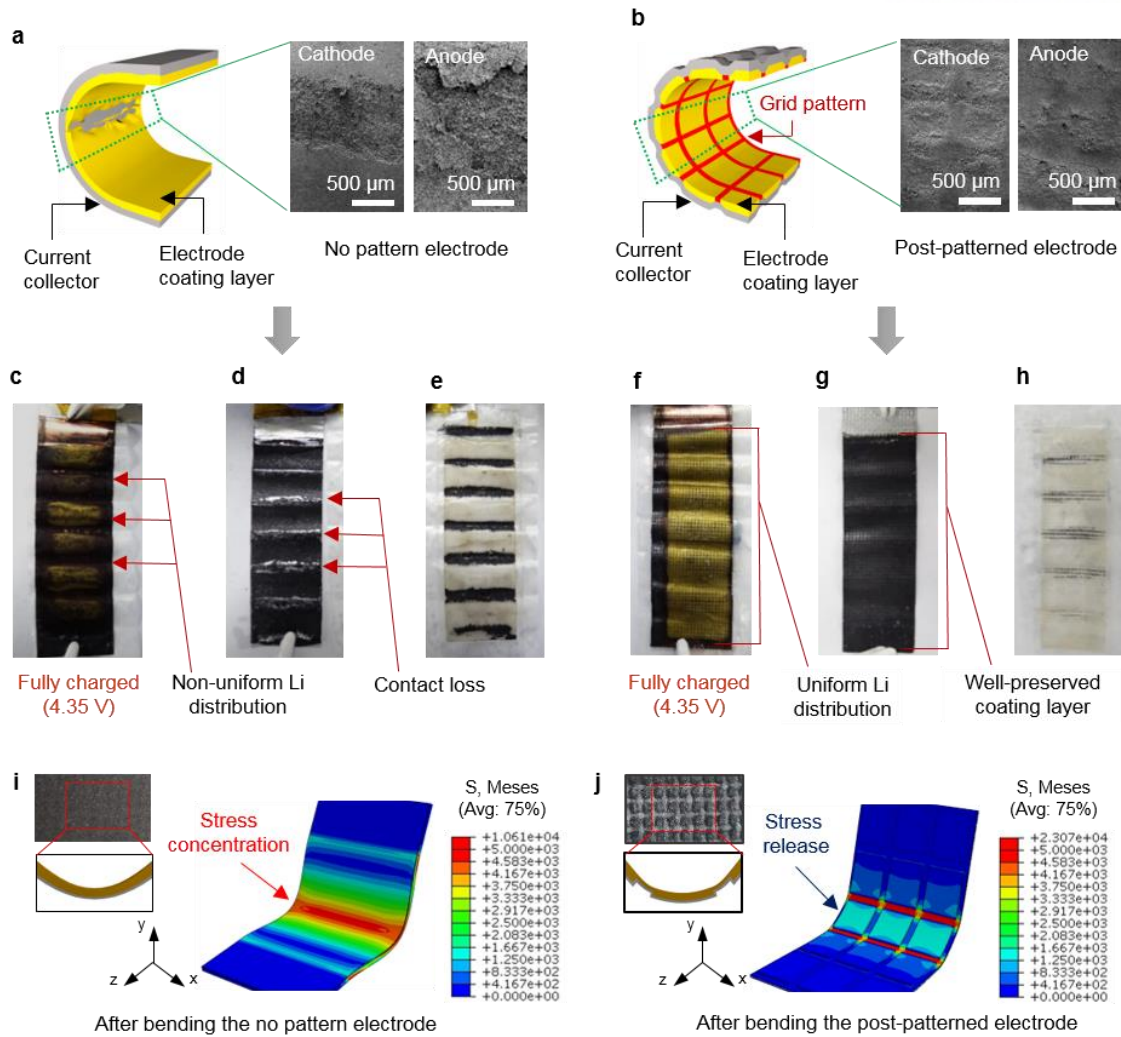 a
Cathode
Anode
500 µm
500 µm
Current
collector
Electrode
coating layer
No pattern electrode
b
Cathode
Anode
Grid pattern
500 µm
500 µm
Current
collector
Electrode
coating layer
Post-patterned electrode
c
d
e
Fully charged
(4.35 V)
Non-uniform Li
distribution
Contact loss
f
g
h
Fully charged
(4.35 V)
Uniform Li
distribution
Well-preserved
coating layer
i
Stress
concentration
S, Meses
(Avg: 75%)
+1.061e+04
+5.000e+03
+4.583e+03
+4.167e+03
+3.750e+03
+3.333e+03
+2.917e+03
+2.500e+03
+2.083e+03
+1.667e+03
+1.250e+03
+8.333e+02
+4.167e+02
+0.000e+00
y
z
x
After bending the no pattern electrode
j
Stress
release
S, Meses
(Avg: 75%)
+2.307e+04
+5.000e+03
+4.583e+03
+4.167e+03
+3.750e+03
+3.333e+03
+2.917e+03
+2.500e+03
+2.083e+03
+1.667e+03
+1.250e+03
+8.333e+02
+4.167e+02
+0.000e+00
y
z
x
After bending the post-patterned electrode